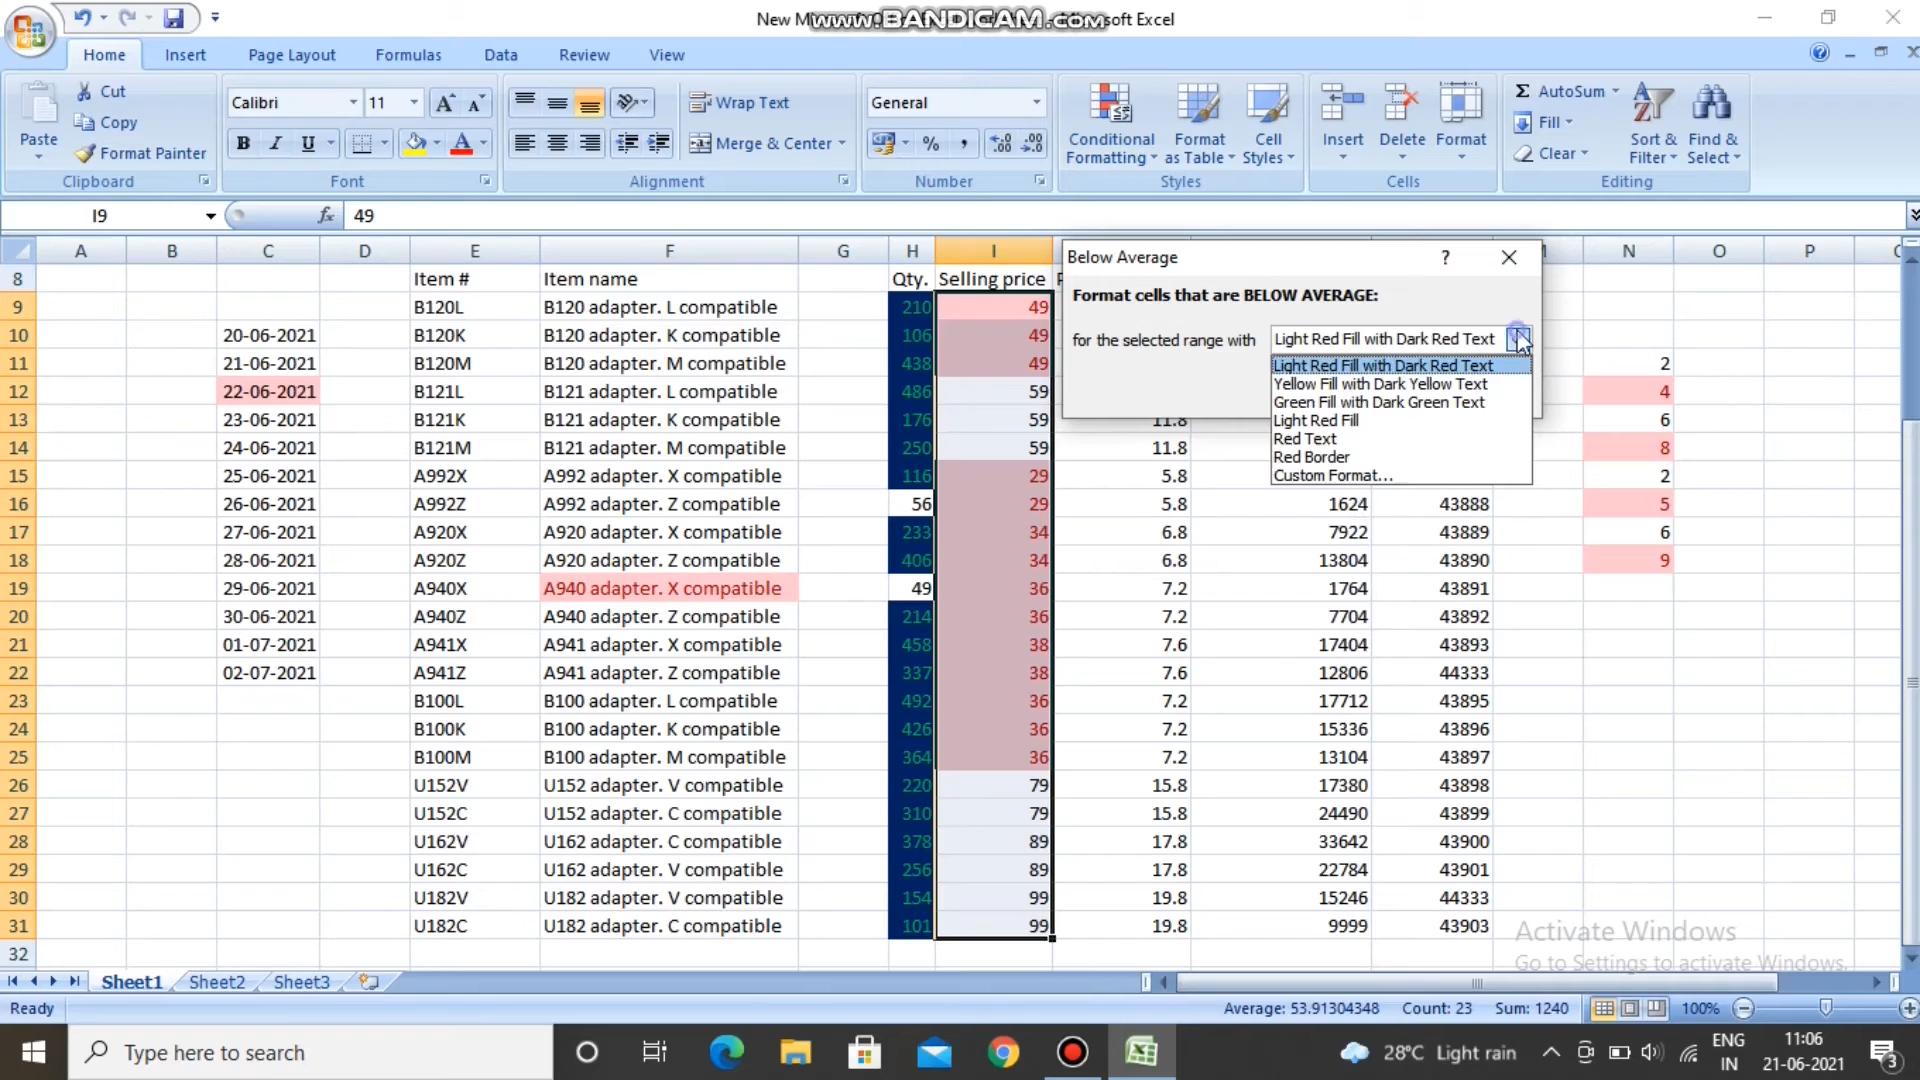 New M
www.BANDICAM.com
Microsoft Excel
Home Insert Page Layout Formulas Data Review View
Cut
Copy
Format Painter
Paste
Clipboard
Calibri 11
B I U
Font
Wrap Text
Merge & Center
Alignment
General
% ,
Number
Conditional Formatting
Format as Table
Cell Styles
Styles
Insert Delete Format
Cells
Σ AutoSum
Fill
Clear
Sort & Filter
Find & Select
Editing
I9 fx 49
A B C D E F G H I N O P
8 Item # Item name Qty. Selling price
9 B120L B120 adapter. L compatible 210 49
10 20-06-2021 B120K B120 adapter. K compatible 106 49
11 21-06-2021 B120M B120 adapter. M compatible 438 49 2
12 22-06-2021 B121L B121 adapter. L compatible 486 59 4
13 23-06-2021 B121K B121 adapter. K compatible 176 59 11.8 6
14 24-06-2021 B121M B121 adapter. M compatible 250 59 11.8 8
15 25-06-2021 A992X A992 adapter. X compatible 116 29 5.8 2
16 26-06-2021 A992Z A992 adapter. Z compatible 56 29 5.8 1624 43888 5
17 27-06-2021 A920X A920 adapter. X compatible 233 34 6.8 7922 43889 6
18 28-06-2021 A920Z A920 adapter. Z compatible 406 34 6.8 13804 43890 9
19 29-06-2021 A940X A940 adapter. X compatible 49 36 7.2 1764 43891
20 30-06-2021 A940Z A940 adapter. Z compatible 214 36 7.2 7704 43892
21 01-07-2021 A941X A941 adapter. X compatible 458 38 7.6 17404 43893
22 02-07-2021 A941Z A941 adapter. Z compatible 337 38 7.6 12806 44333
23 B100L B100 adapter. L compatible 492 36 7.2 17712 43895
24 B100K B100 adapter. K compatible 426 36 7.2 15336 43896
25 B100M B100 adapter. M compatible 364 36 7.2 13104 43897
26 U152V U152 adapter. V compatible 220 79 15.8 17380 43898
27 U152C U152 adapter. C compatible 310 79 15.8 24490 43899
28 U162V U162 adapter. C compatible 378 89 17.8 33642 43900
29 U162C U162 adapter. V compatible 256 89 17.8 22784 43901
30 U182V U182 adapter. V compatible 154 99 19.8 15246 44333
31 U182C U182 adapter. C compatible 101 99 19.8 9999 43903
32
Below Average ?
Format cells that are BELOW AVERAGE:
for the selected range with Light Red Fill with Dark Red Text
Light Red Fill with Dark Red Text
Yellow Fill with Dark Yellow Text
Green Fill with Dark Green Text
Light Red Fill
Red Text
Red Border
Custom Format...
Activate Windows
Go to Settings to activate Windows.
Sheet1 Sheet2 Sheet3
Ready Average: 53.91304348 Count: 23 Sum: 1240 100%
Type here to search
28°C Light rain
ENG
IN
11:06
21-06-2021
3